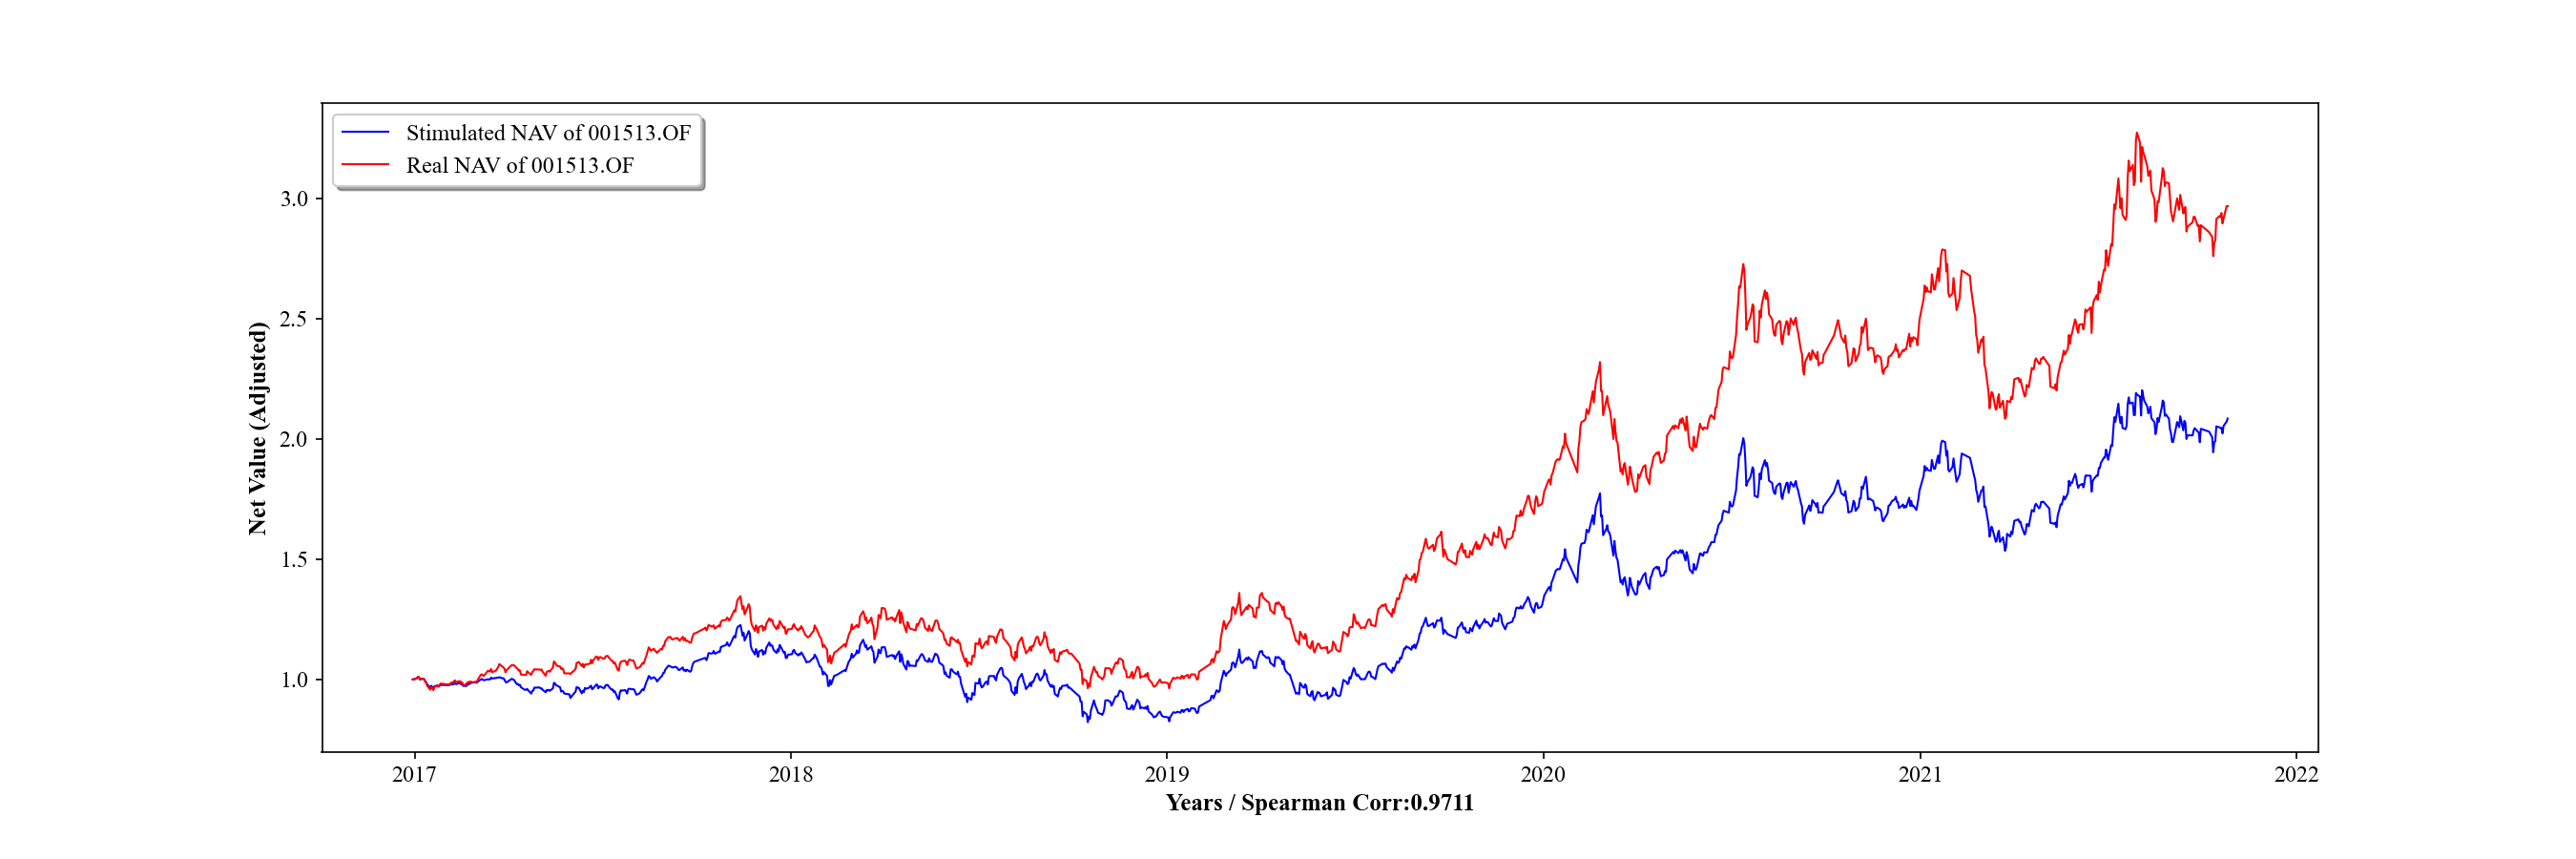 Stimulated NAV of 001513.OF
Real NAV of 001513.OF
3.0
2.5
2.0
1.5
1.0
Net Value (Adjusted)
2017 2018 2019 2020 2021 2022
Years / Spearman Corr:0.9711